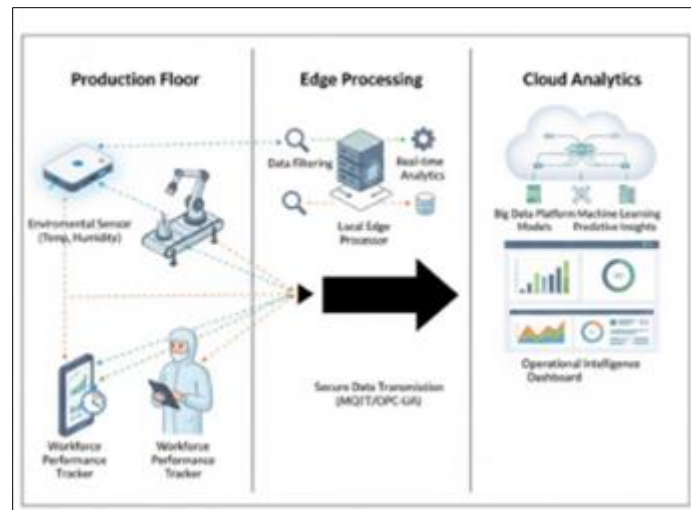 Production Floor
Edge Processing
Cloud Analytics
Data Filtering
Real-time
Analytics
Enviromental Sensor
(Temp, Humidity)
Local Edge
Processor
Big Data Platform Machine Learning
Models Predictive Insights
Operational Intelligence
Dashboard
Secure Data Transmission
(MQTT/OPC-UA)
Workforce
Performance
Tracker
Workforce
Performance
Tracker